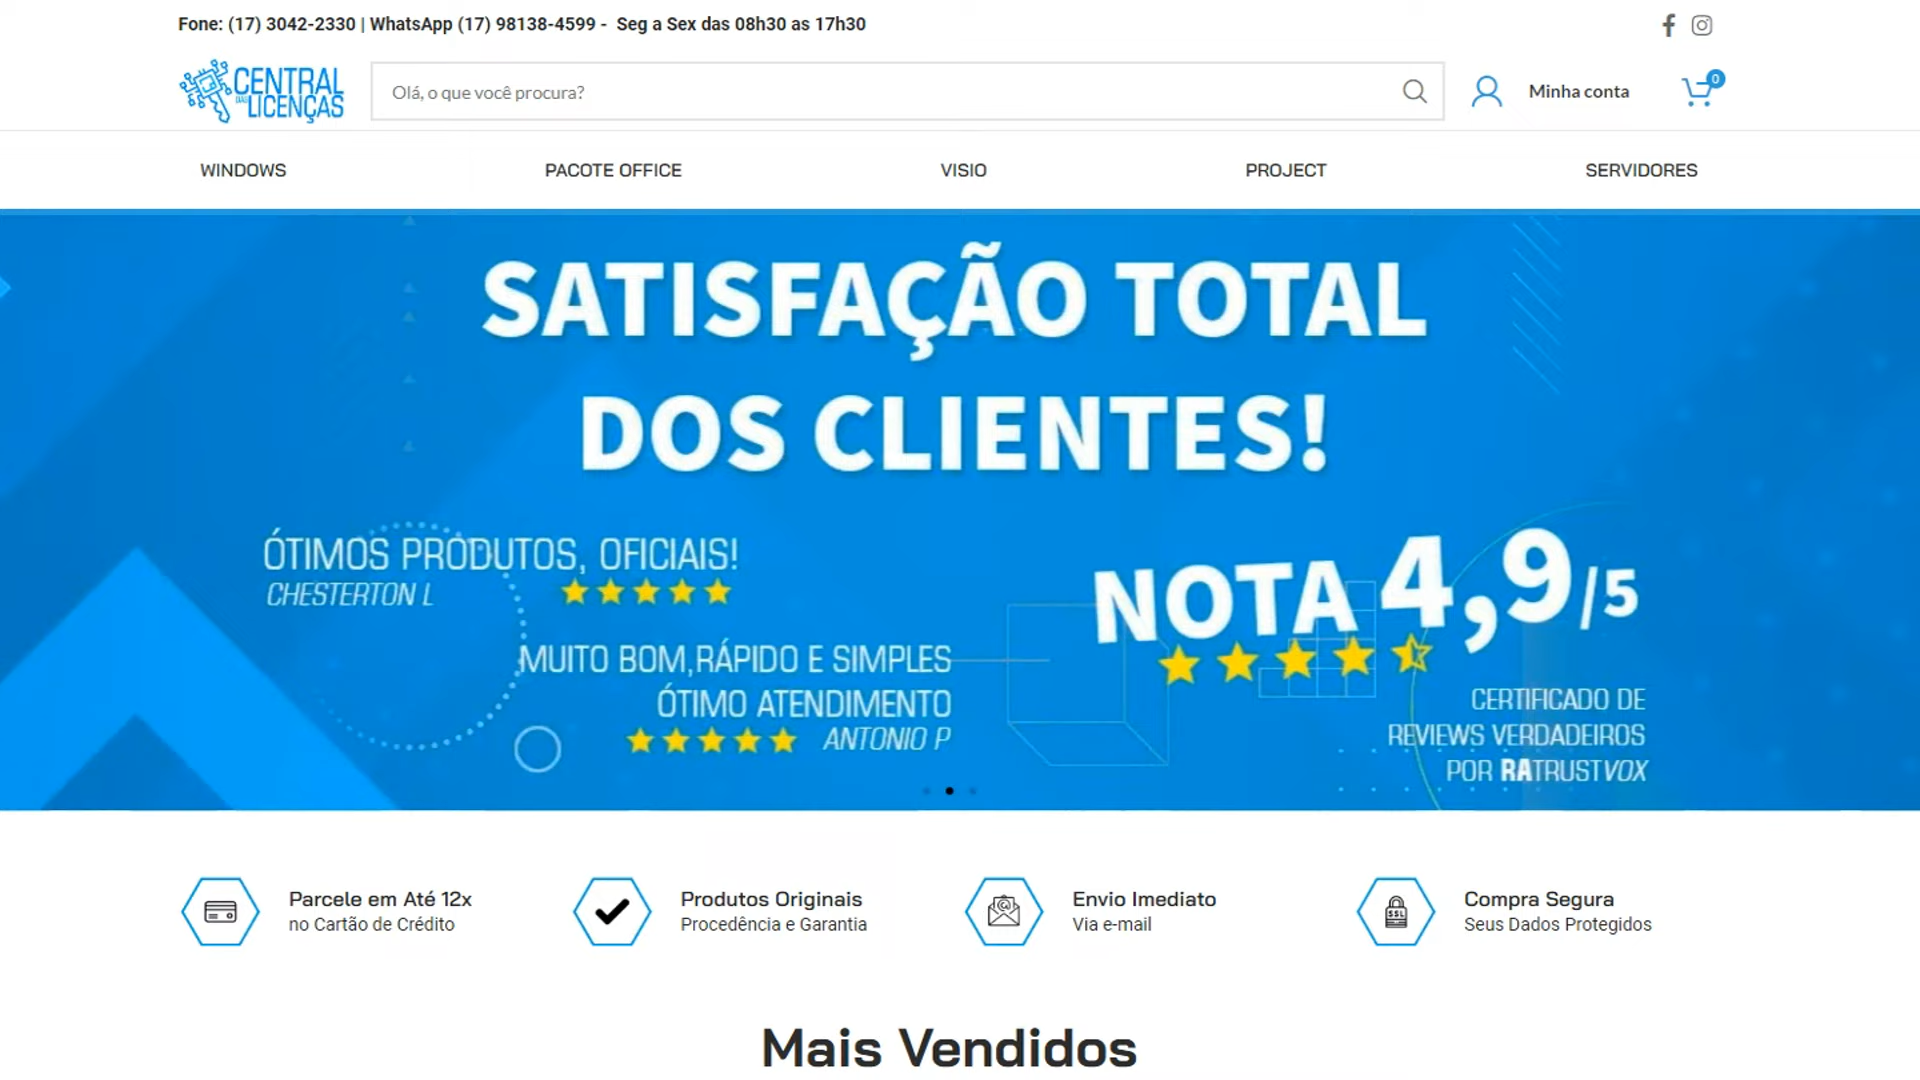 Fone: (17) 3042-2330 | WhatsApp (17) 98138-4599 - Seg a Sex das 08h30 as 17h30
CENTRAL
DAS
LICENÇAS
Olá, o que você procura?
Minha conta
0
WINDOWS
PACOTE OFFICE
VISIO
PROJECT
SERVIDORES
SATISFAÇÃO TOTAL
DOS CLIENTES!
ÓTIMOS PRODUTOS, OFICIAIS!
CHESTERTON L
MUITO BOM,RÁPIDO E SIMPLES
ÓTIMO ATENDIMENTO
ANTONIO P
NOTA 4,9/5
CERTIFICADO DE
REVIEWS VERDADEIROS
POR RATRUSTVOX
Parcele em Até 12x
no Cartão de Crédito
Produtos Originais
Procedência e Garantia
Envio Imediato
Via e-mail
SSL
Compra Segura
Seus Dados Protegidos
Mais Vendidos